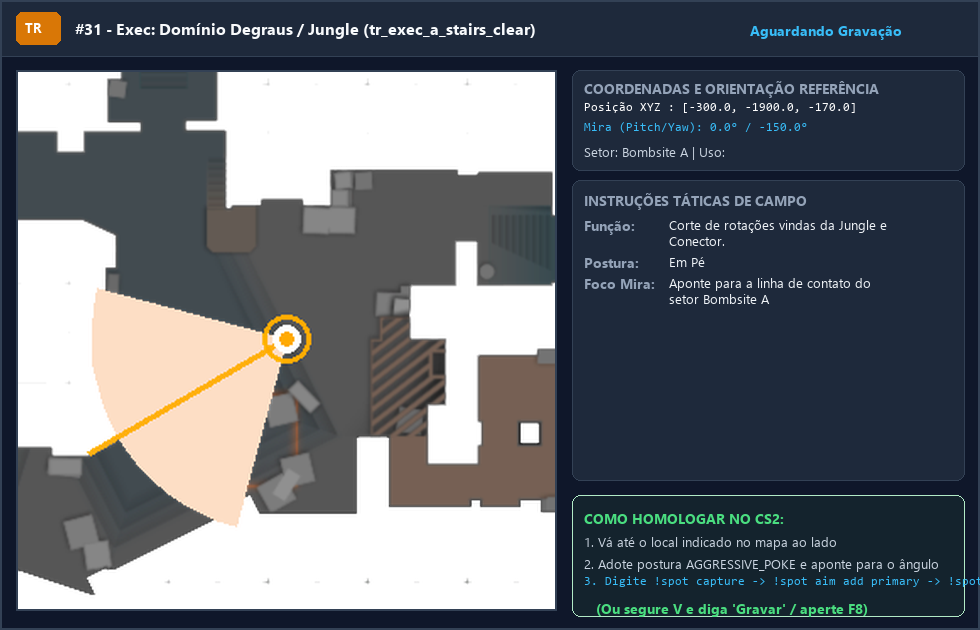 TR
#31 - Exec: Domínio Degraus / Jungle (tr_exec_a_stairs_clear)
Aguardando Gravação
COORDENADAS E ORIENTAÇÃO REFERÊNCIA
Posição XYZ : [-300.0, -1900.0, -170.0]
Mira (Pitch/Yaw): 0.0° / -150.0°
Setor: Bombsite A | Uso:
INSTRUÇÕES TÁTICAS DE CAMPO
Função: Corte de rotações vindas da Jungle e
Conector.
Postura: Em Pé
Foco Mira: Aponte para a linha de contato do
setor Bombsite A
COMO HOMOLOGAR NO CS2:
1. Vá até o local indicado no mapa ao lado
2. Adote postura AGGRESSIVE_POKE e aponte para o ângulo
3. Digite !spot capture -> !spot aim add primary -> !spot
(Ou segure V e diga 'Gravar' / aperte F8)